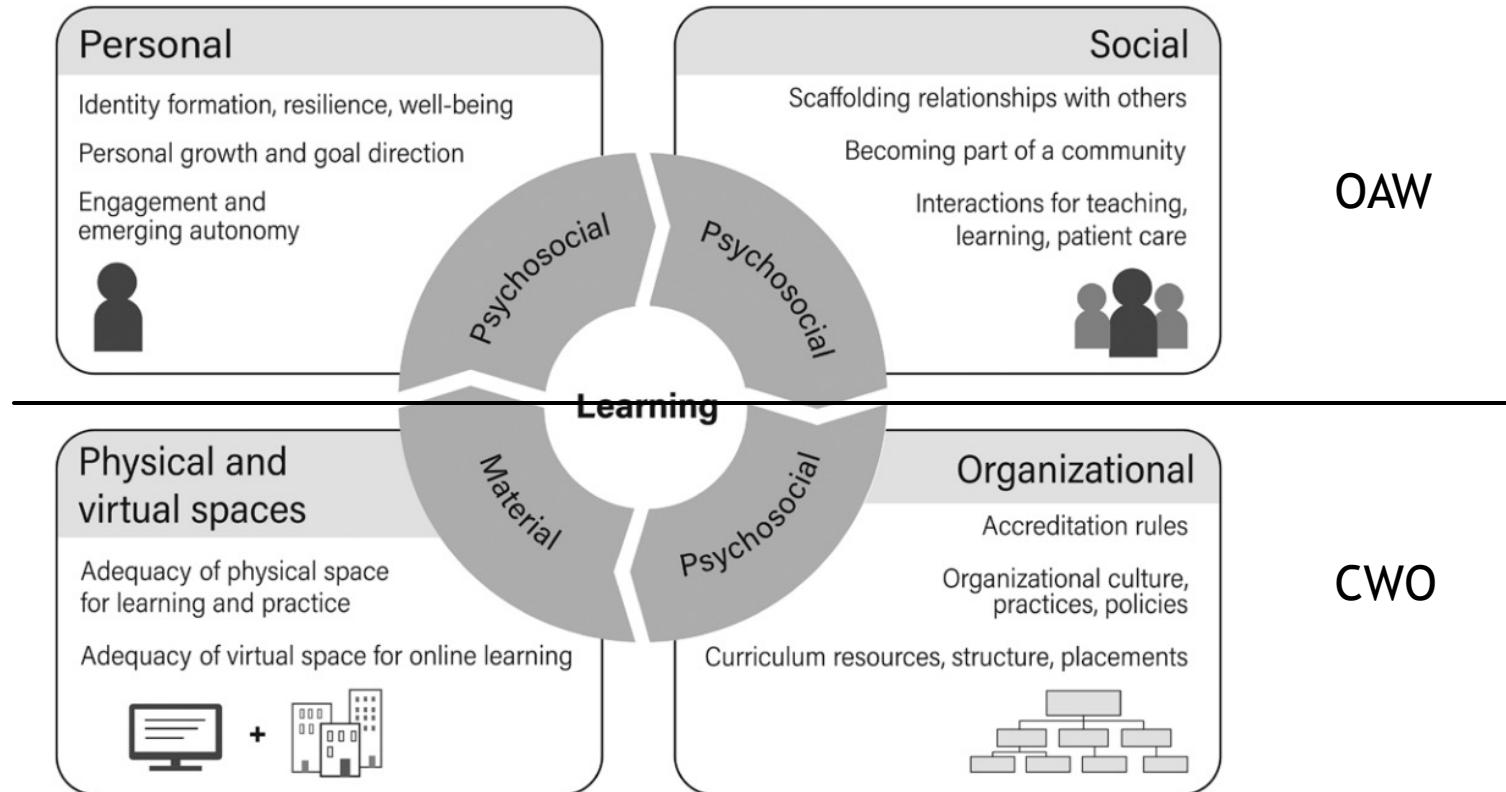 Personal
Identity formation, resilience, well-being
Personal growth and goal direction
Engagement and
emerging autonomy
Social
Scaffolding relationships with others
Becoming part of a community
Interactions for teaching,
learning, patient care
OAW
Psychosocial
Psychosocial
Learning
Material
Psychosocial
Physical and
virtual spaces
Adequacy of physical space
for learning and practice
Adequacy of virtual space for online learning
+
Organizational
Accreditation rules
Organizational culture,
practices, policies
Curriculum resources, structure, placements
CWO